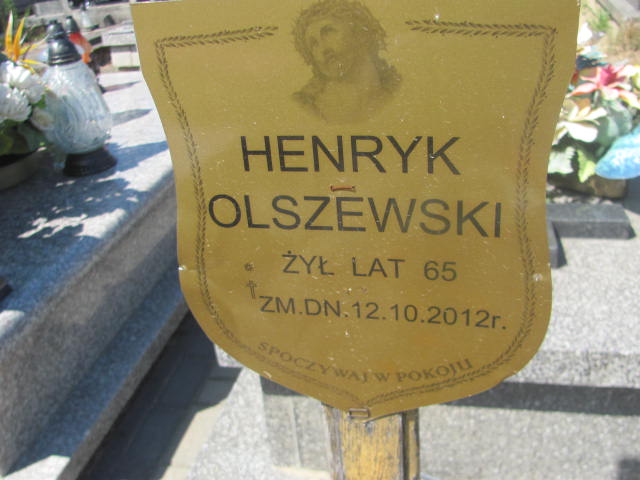 HENRYK
OLSZEWSKI
* ŻYŁ LAT 65
† ZM.DN.12.10.2012r.
SPOCZYWAJ W POKOJU